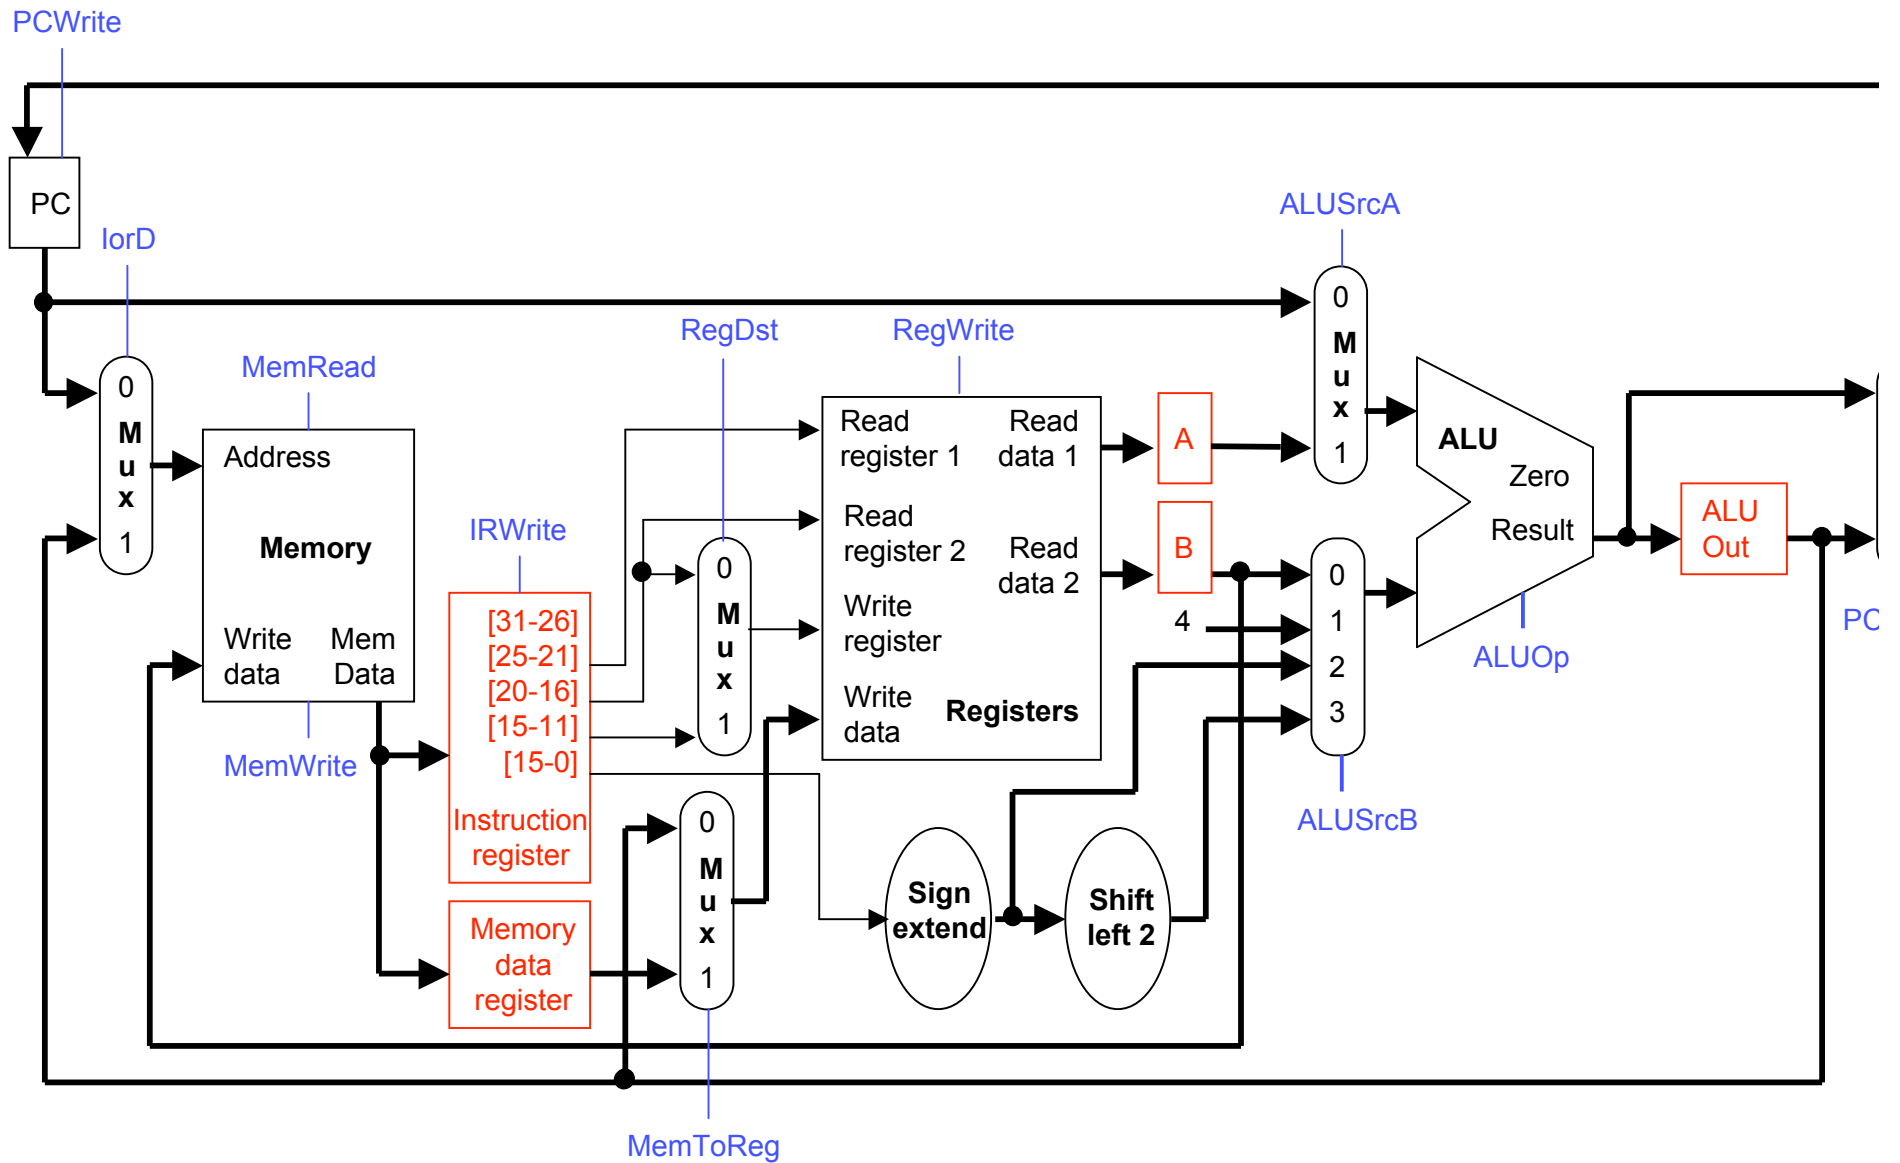 PCWrite
PC
IorD
ALUSrcA
0
M
u
x
1
MemRead
0
M
u
x
1
Address
Memory
Write
data
Mem
Data
MemWrite
IRWrite
[31-26]
[25-21]
[20-16]
[15-11]
[15-0]
Instruction
register
Memory
data
register
RegDst
0
M
u
x
1
0
M
u
x
1
MemToReg
RegWrite
Read
register 1
Read
data 1
Read
register 2
Read
data 2
Write
register
Write
data
Registers
Sign
extend
Shift
left 2
A
B
4
0
1
2
3
ALUSrcB
ALU
Zero
Result
ALUOp
ALU
Out
PC